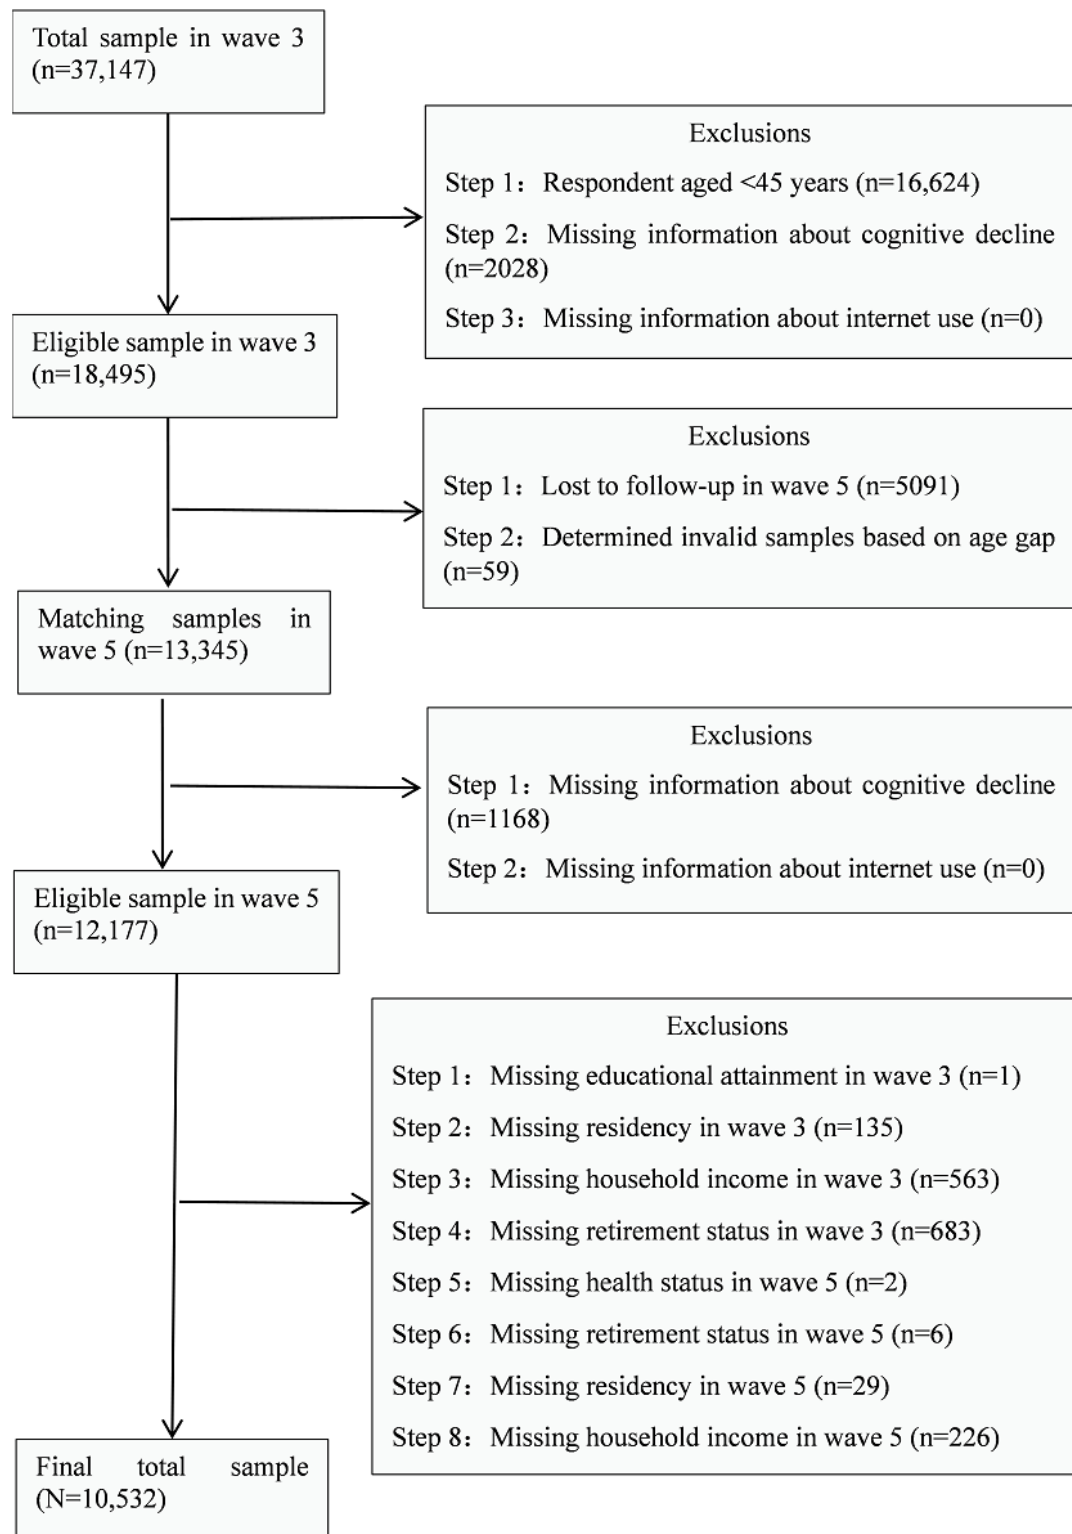 Total sample in wave 3
(n=37,147)
Exclusions
Step 1：Respondent aged <45 years (n=16,624)
Step 2：Missing information about cognitive decline
(n=2028)
Step 3：Missing information about internet use (n=0)
Eligible sample in wave 3
(n=18,495)
Exclusions
Step 1：Lost to follow-up in wave 5 (n=5091)
Step 2：Determined invalid samples based on age gap
(n=59)
Matching samples in
wave 5 (n=13,345)
Exclusions
Step 1：Missing information about cognitive decline
(n=1168)
Step 2：Missing information about internet use (n=0)
Eligible sample in wave 5
(n=12,177)
Exclusions
Step 1：Missing educational attainment in wave 3 (n=1)
Step 2：Missing residency in wave 3 (n=135)
Step 3：Missing household income in wave 3 (n=563)
Step 4：Missing retirement status in wave 3 (n=683)
Step 5：Missing health status in wave 5 (n=2)
Step 6：Missing retirement status in wave 5 (n=6)
Step 7：Missing residency in wave 5 (n=29)
Step 8：Missing household income in wave 5 (n=226)
Final total sample
(N=10,532)